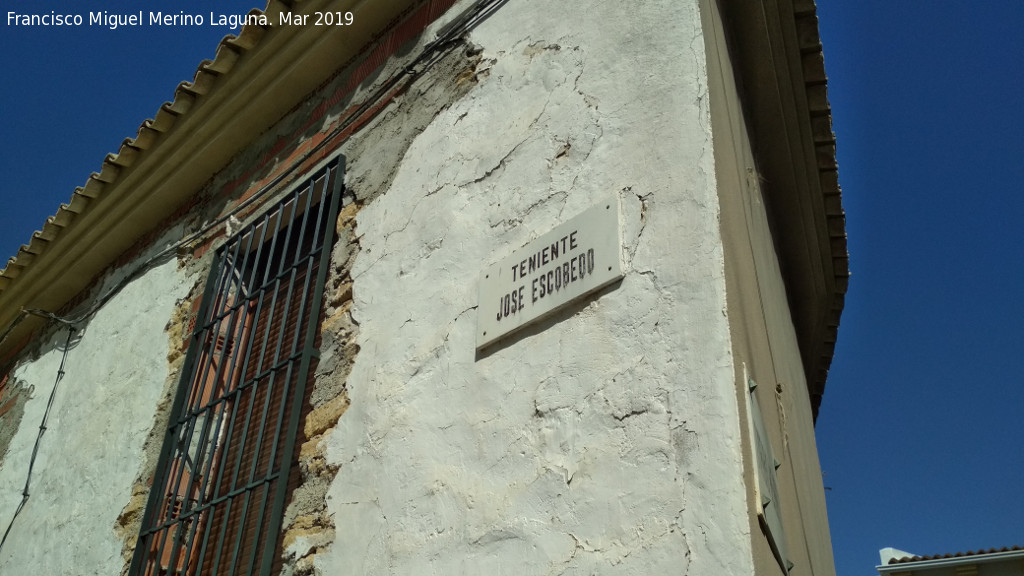 Francisco Miguel Merino Laguna. Mar 2019
TENIENTE
JOSE ESCOBEDO